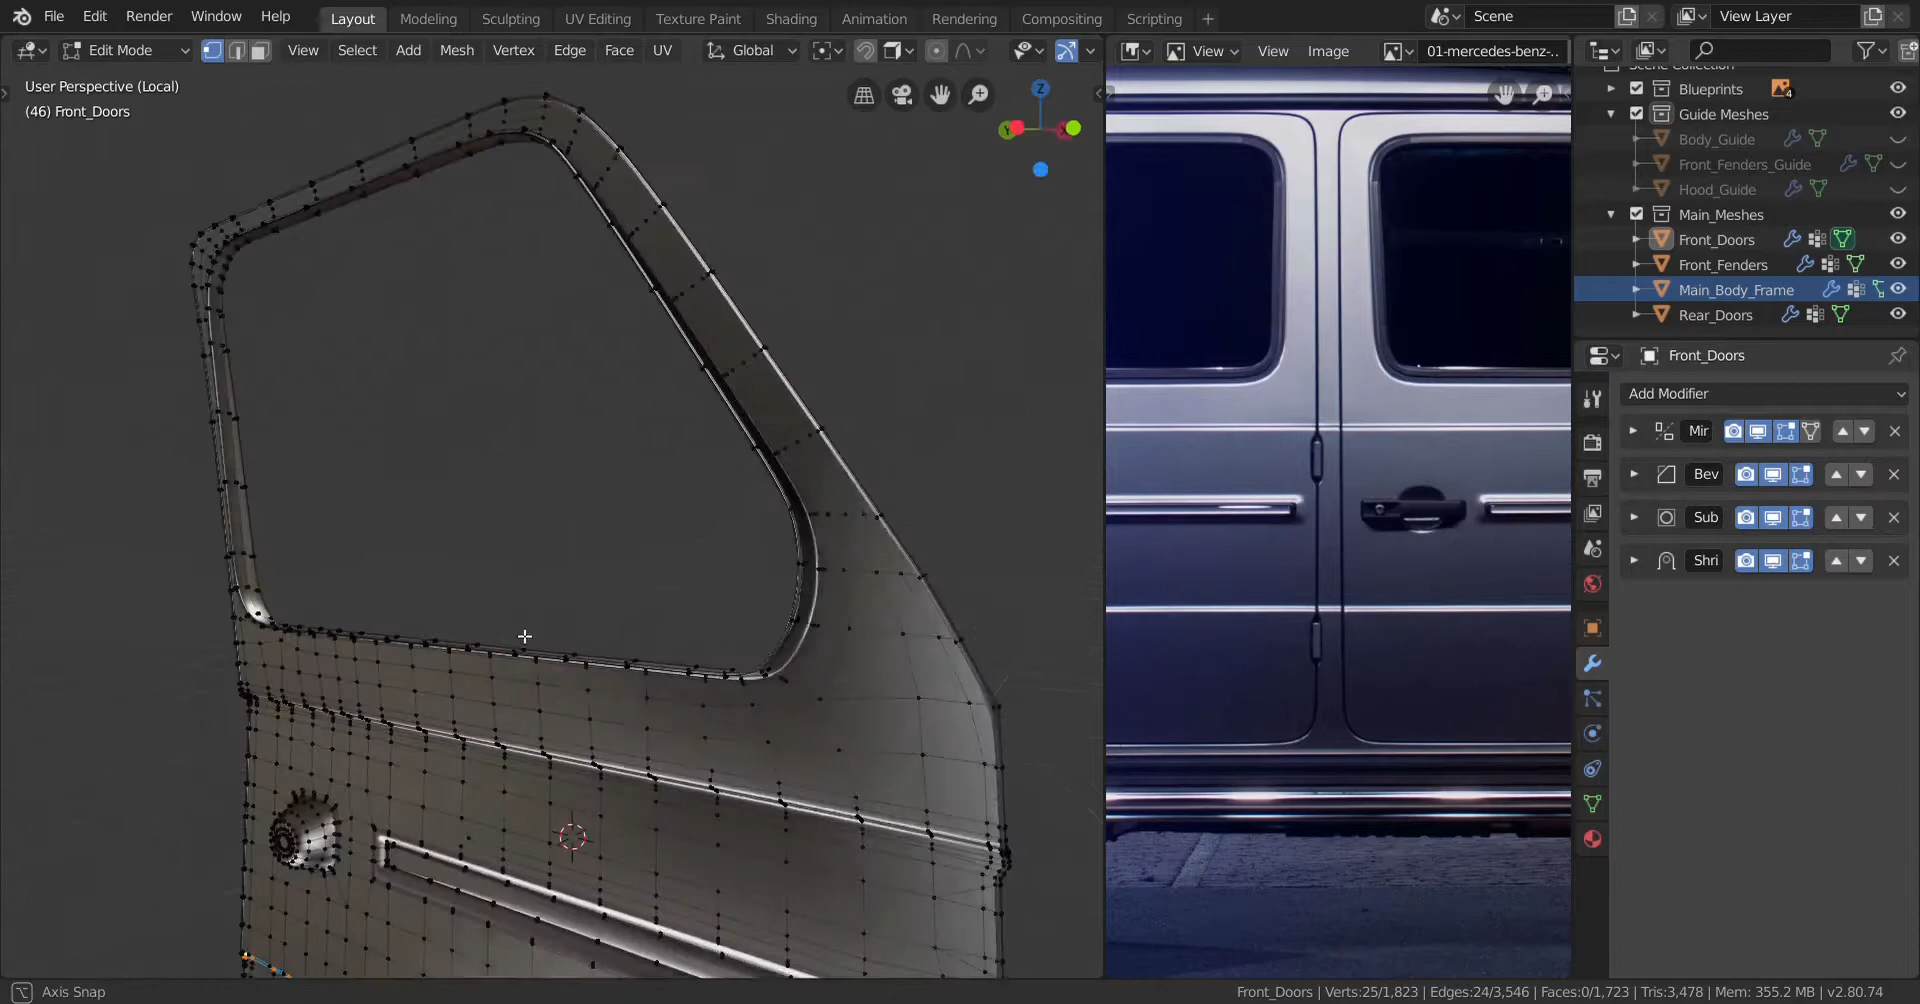 File Edit Render Window Help Layout Modeling Sculpting UV Editing Texture Paint Shading Animation Rendering Compositing Scripting + Scene View Layer
Edit Mode View Select Add Mesh Vertex Edge Face UV Global View View Image 01-mercedes-benz-..
User Perspective (Local)
(46) Front_Doors
Z
Y
X
Scene Collection
Blueprints 4
Guide Meshes
Body_Guide
Front_Fenders_Guide
Hood_Guide
Main_Meshes
Front_Doors
Front_Fenders
Main_Body_Frame
Rear_Doors
Front_Doors
Add Modifier
Mir
Bev
Sub
Shri
Axis Snap
Front_Doors | Verts:25/1,823 | Edges:24/3,546 | Faces:0/1,723 | Tris:3,478 | Mem: 355.2 MB | v2.80.74